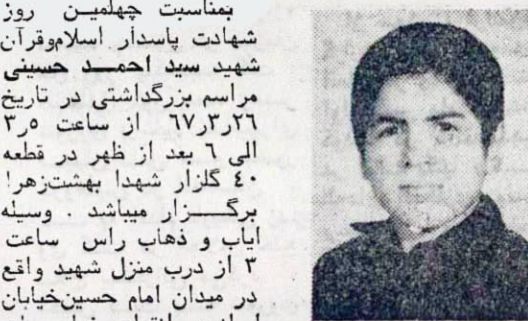 بمناسبت چهلمین روز
شهادت پاسدار اسلام‌وقرآن
شهید سید احمد حسینی
مراسم بزرگداشتی در تاریخ
۲۶ر۳ر۶۷ از ساعت ۵ر۳
الی ۶ بعد از ظهر در قطعه
۴۰ گلزار شهدا بهشت‌زهرا
برگزار میباشد . وسیله
ایاب و ذهاب راس ساعت
۳ از درب منزل شهید واقع
در میدان امام حسین‌خیابان